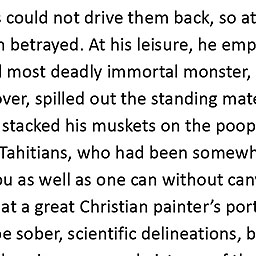 could not drive them back, so at
betrayed. At his leisure, he emp
most deadly immortal monster,
over, spilled out the standing mate
stacked his muskets on the poop
Tahitians, who had been somewh
as well as one can without can
at a great Christian painter's port
sober, scientific delineations, b